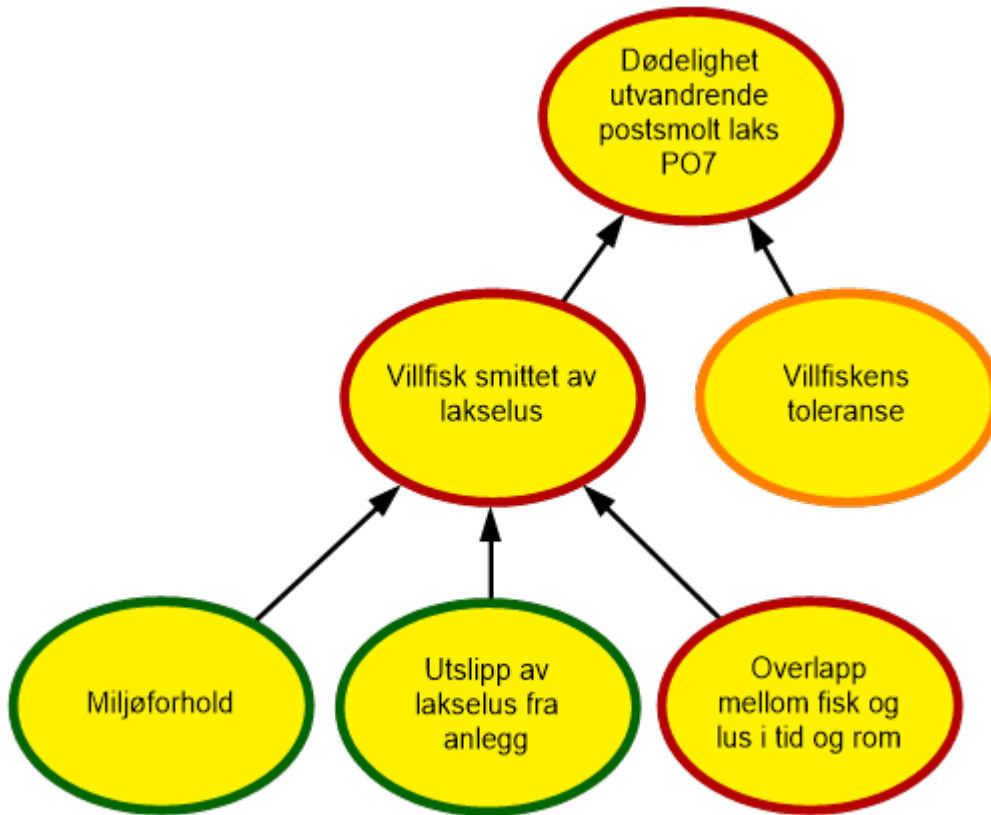 Dødelighet
utvandrende
postsmolt laks
PO7
Villfisk smittet av
lakselus
Villfiskens
toleranse
Miljøforhold
Utslipp av
lakselus fra
anlegg
Overlapp
mellom fisk og
lus i tid og rom